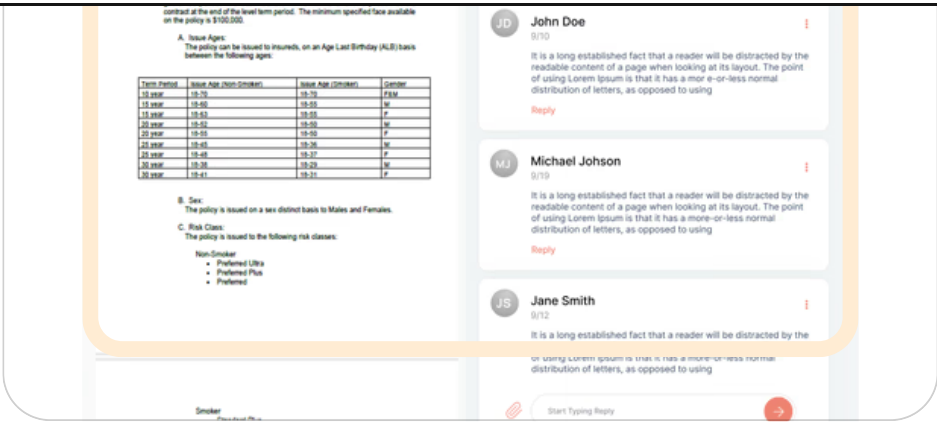 contract at the end of the level term period. The minimum specified face available
on the policy is $100,000.
A. Issue Ages:
The policy can be issued to insureds, on an Age Last Birthday (ALB) basis
between the following ages:
Term Period Issue Age (Non-Smoker) Issue Age (Smoker) Gender
10 year 18-70 18-70 F&M
15 year 18-60 18-55 M
15 year 18-63 18-55 F
20 year 18-52 18-50 M
20 year 18-55 18-50 F
25 year 18-45 18-36 M
25 year 18-48 18-37 F
30 year 18-38 18-29 M
30 year 18-41 18-31 F
B. Sex:
The policy is issued on a sex distinct basis to Males and Females.
C. Risk Class:
The policy is issued to the following risk classes:
Non-Smoker
• Preferred Ultra
• Preferred Plus
• Preferred
Smoker
JD
John Doe
9/10
It is a long established fact that a reader will be distracted by the
readable content of a page when looking at its layout. The point
of using Lorem Ipsum is that it has a mor e-or-less normal
distribution of letters, as opposed to using
Reply
MJ
Michael Johson
9/19
It is a long established fact that a reader will be distracted by the
readable content of a page when looking at its layout. The point
of using Lorem Ipsum is that it has a more-or-less normal
distribution of letters, as opposed to using
Reply
JS
Jane Smith
9/12
It is a long established fact that a reader will be distracted by the
of using Lorem Ipsum is that it has a more-or-less normal
distribution of letters, as opposed to using
Start Typing Reply